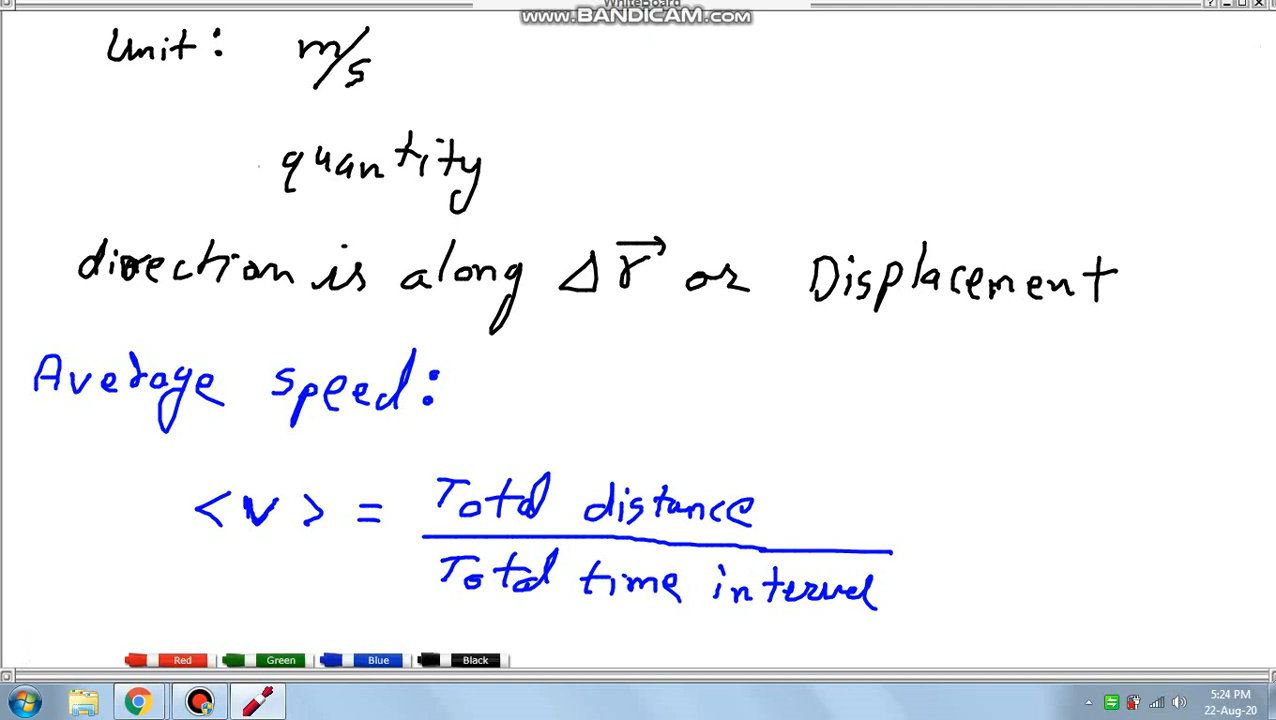 WhiteBoard
www.BANDICAM.com
Unit: m/s
quantity
direction is along Δr⃗ or Displacement
Average speed:
<v> = Total distance
Total time interval
Red Green Blue Black
5:24 PM
22-Aug-20